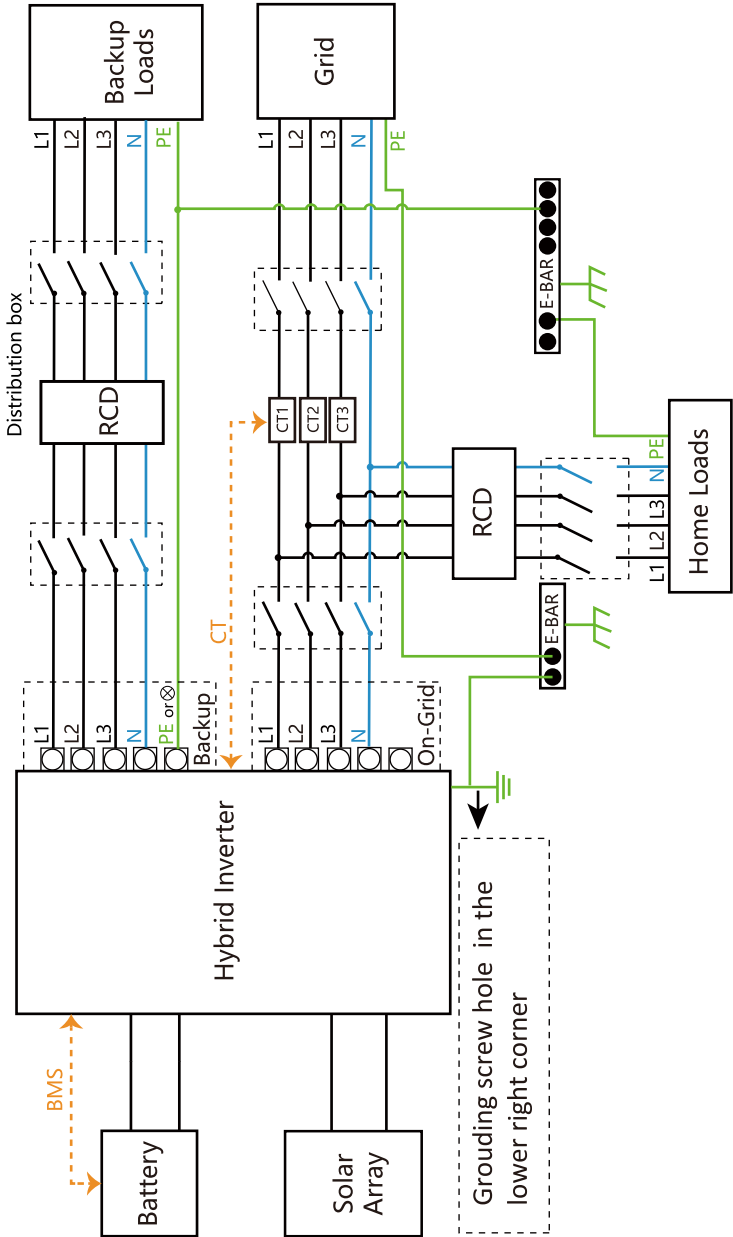 Backup
Loads
L1
L2
L3
N
PE
Grid
L1
L2
L3
N
PE
E-BAR
Distribution box
RCD
CT1
CT2
CT3
CT
RCD
PE
N
L3
L2
L1
Home Loads
E-BAR
L1
L2
L3
N
PE or
Backup
L1
L2
L3
N
On-Grid
Hybrid Inverter
BMS
Battery
Solar
Array
Grouding screw hole in the
lower right corner